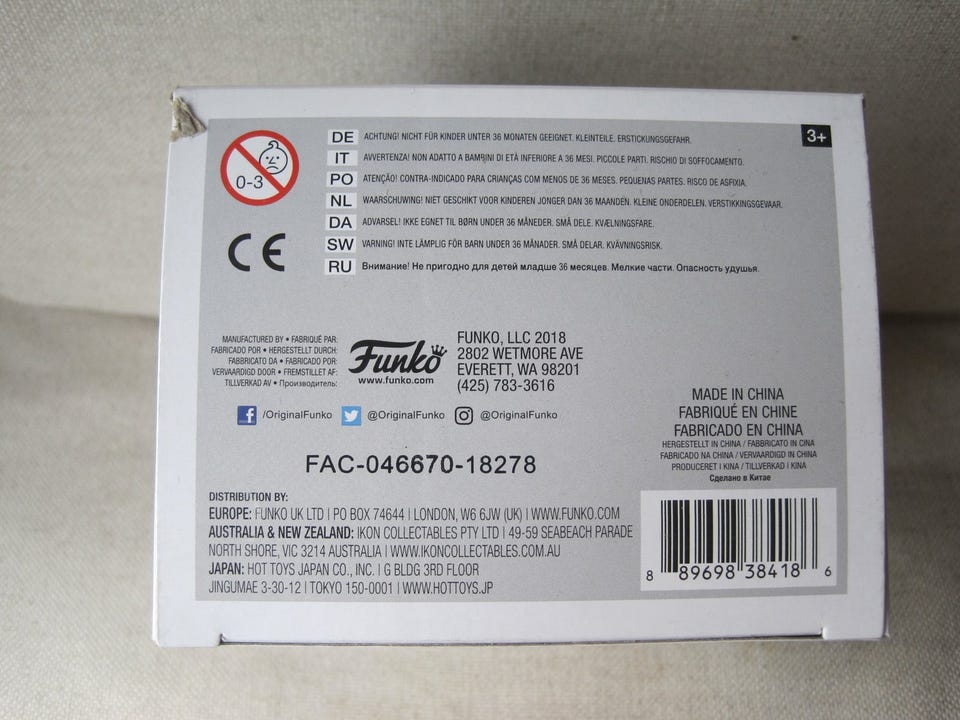 0-3
3+
DE ACHTUNG! NICHT FÜR KINDER UNTER 36 MONATEN GEEIGNET. KLEINTEILE. ERSTICKUNGSGEFAHR.
IT AVVERTENZA! NON ADATTO A BAMBINI DI ETÀ INFERIORE A 36 MESI. PICCOLE PARTI. RISCHIO DI SOFFOCAMENTO.
PO ATENÇÃO! CONTRA-INDICADO PARA CRIANÇAS COM MENOS DE 36 MESES. PEQUENAS PARTES. RISCO DE ASFIXIA.
NL WAARSCHUWING! NIET GESCHIKT VOOR KINDEREN JONGER DAN 36 MAANDEN. KLEINE ONDERDELEN. VERSTIKKINGSGEVAAR.
DA ADVARSEL! IKKE EGNET TIL BØRN UNDER 36 MÅNEDER. SMÅ DELE. KVÆLNINGSFARE.
SW VARNING! INTE LÄMPLIG FÖR BARN UNDER 36 MÅNADER. SMÅ DELAR. KVÄVNINGSRISK.
RU Внимание! Не пригодно для детей младше 36 месяцев. Мелкие части. Опасность удушья.
CE
MANUFACTURED BY • FABRIQUÉ PAR:
FABRICADO POR • HERGESTELLT DURCH:
FABBRICATO DA • FABRICADO POR:
VERVAARDIGD DOOR • FREMSTILLET AF:
TILLVERKAD AV • Производитель:
Funko
www.funko.com
FUNKO, LLC 2018
2802 WETMORE AVE
EVERETT, WA 98201
(425) 783-3616
/OriginalFunko @OriginalFunko @OriginalFunko
FAC-046670-18278
MADE IN CHINA
FABRIQUÉ EN CHINE
FABRICADO EN CHINA
HERGESTELLT IN CHINA / FABBRICATO IN CINA
FABRICADO NA CHINA / VERVAARDIGD IN CHINA
PRODUCERET I KINA / TILLVERKAD I KINA
Сделано в Китае
DISTRIBUTION BY:
EUROPE: FUNKO UK LTD | PO BOX 74644 | LONDON, W6 6JW (UK) | WWW.FUNKO.COM
AUSTRALIA & NEW ZEALAND: IKON COLLECTABLES PTY LTD | 49-59 SEABEACH PARADE
NORTH SHORE, VIC 3214 AUSTRALIA | WWW.IKONCOLLECTABLES.COM.AU
JAPAN: HOT TOYS JAPAN CO., INC. | G BLDG 3RD FLOOR
JINGUMAE 3-30-12 | TOKYO 150-0001 | WWW.HOTTOYS.JP
8 89698 38418 6